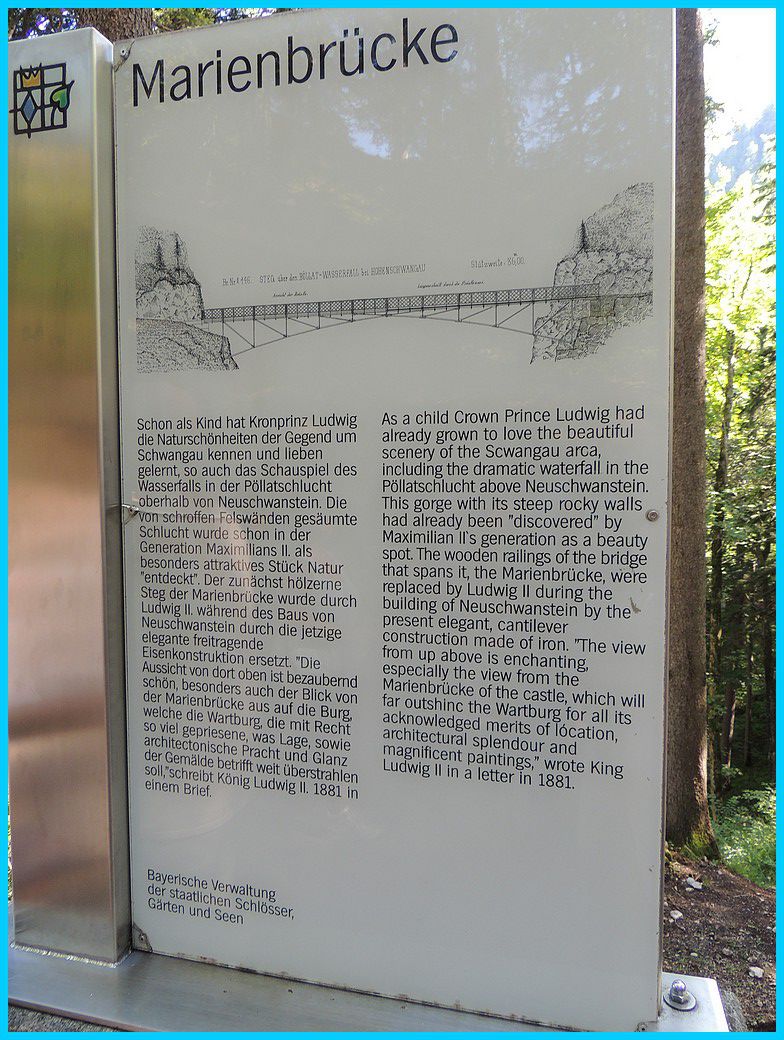 Marienbrücke
STEG über den PÖLLAT-WASSERFALL bei HOHENSCHWANGAU
Schon als Kind hat Kronprinz Ludwig
die Naturschönheiten der Gegend um
Schwangau kennen und lieben
gelernt, so auch das Schauspiel des
Wasserfalls in der Pöllatschlucht
oberhalb von Neuschwanstein. Die
von schroffen Felswänden gesäumte
Schlucht wurde schon in der
Generation Maximilians II. als
besonders attraktives Stück Natur
"entdeckt". Der zunächst hölzerne
Steg der Marienbrücke wurde durch
Ludwig II. während des Baus von
Neuschwanstein durch die jetzige
elegante freitragende
Eisenkonstruktion ersetzt. "Die
Aussicht von dort oben ist bezaubernd
schön, besonders auch der Blick von
der Marienbrücke aus auf die Burg,
welche die Wartburg, die mit Recht
so viel gepriesene, was Lage, sowie
architectonische Pracht und Glanz
der Gemälde betrifft weit überstrahlen
soll,"schreibt König Ludwig II. 1881 in
einem Brief.
As a child Crown Prince Ludwig had
already grown to love the beautiful
scenery of the Scwangau arca,
including the dramatic waterfall in the
Pöllatschlucht above Neuschwanstein.
This gorge with its steep rocky walls
had already been "discovered" by
Maximilian II's generation as a beauty
spot. The wooden railings of the bridge
that spans it, the Marienbrücke, were
replaced by Ludwig II during the
building of Neuschwanstein by the
present elegant, cantilever
construction made of iron. "The view
from up above is enchanting,
especially the view from the
Marienbrücke of the castle, which will
far outshinc the Wartburg for all its
acknowledged merits of location,
architectural splendour and
magnificent paintings," wrote King
Ludwig II in a letter in 1881.
Bayerische Verwaltung
der staatlichen Schlösser,
Gärten und Seen